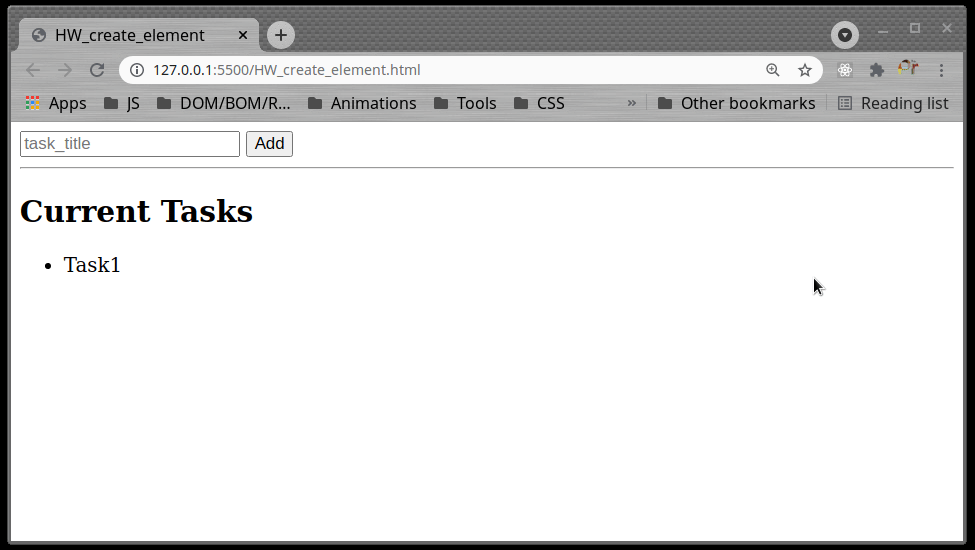 HW_create_element
127.0.0.1:5500/HW_create_element.html
Apps JS DOM/BOM/R... Animations Tools CSS » Other bookmarks Reading list
task_title Add
Current Tasks
• Task1